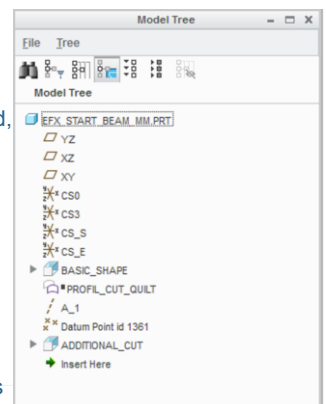 Model Tree
File Tree
Model Tree
d,
EFX_START_BEAM_MM.PRT
YZ
XZ
XY
CS0
CS3
CS_S
CS_E
BASIC_SHAPE
PROFIL_CUT_QUILT
A_1
Datum Point id 1361
ADDITIONAL_CUT
Insert Here
s